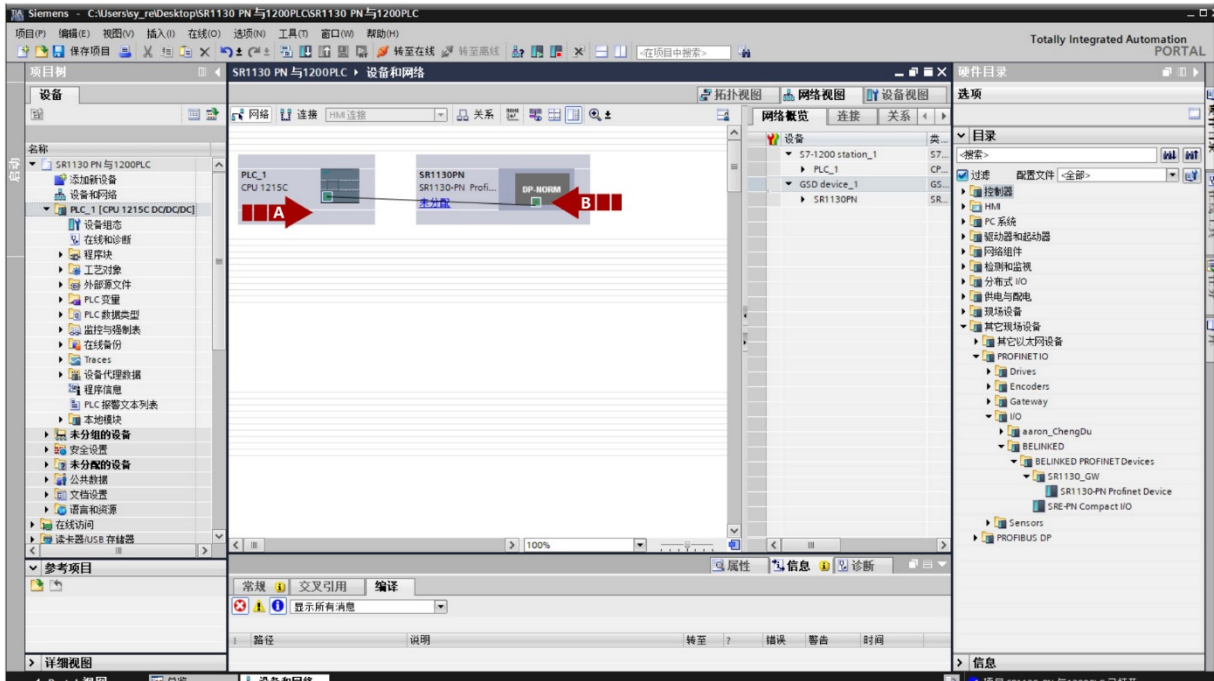 Siemens - C:\Users\sy_re\Desktop\SR1130 PN 与1200PLC\SR1130 PN 与1200PLC
项目(P) 编辑(E) 视图(V) 插入(I) 在线(O) 选项(N) 工具(T) 窗口(W) 帮助(H)
Totally Integrated Automation
PORTAL
保存项目 转至在线 转至离线 <在项目中搜索>
项目树
SR1130 PN 与1200PLC ▸ 设备和网络
硬件目录
设备
拓扑视图 网络视图 设备视图
选项
网络 连接 HMI 连接 关系
网络概览 连接 关系
目录
名称
设备 类...
<搜索>
SR1130 PN 与1200PLC
添加新设备
设备和网络
PLC_1 [CPU 1215C DC/DC/DC]
设备组态
在线和诊断
程序块
工艺对象
外部源文件
PLC 变量
PLC 数据类型
监控与强制表
在线备份
Traces
设备代理数据
程序信息
PLC 报警文本列表
本地模块
未分组的设备
安全设置
未分配的设备
公共数据
文档设置
语言和资源
在线访问
读卡器/USB 存储器
PLC_1
CPU 1215C
A
SR1130PN
SR1130-PN Profi...
未分配
DP-NORM
B
S7-1200 station_1 S7...
PLC_1 CP...
GSD device_1 GS...
SR1130PN SR...
过滤 配置文件 <全部>
控制器
HMI
PC 系统
驱动器和起动器
网络组件
检测和监视
分布式 I/O
供电与配电
现场设备
其它现场设备
其它以太网设备
PROFINET IO
Drives
Encoders
Gateway
I/O
aaron_ChengDu
BELINKED
BELINKED PROFINET Devices
SR1130_GW
SR1130-PN Profinet Device
SRE-PN Compact I/O
Sensors
PROFIBUS DP
100%
参考项目
属性 信息 诊断
常规 交叉引用 编译
显示所有消息
! 路径 说明 转至 ? 错误 警告 时间
详细视图
信息
总览 设备和网络